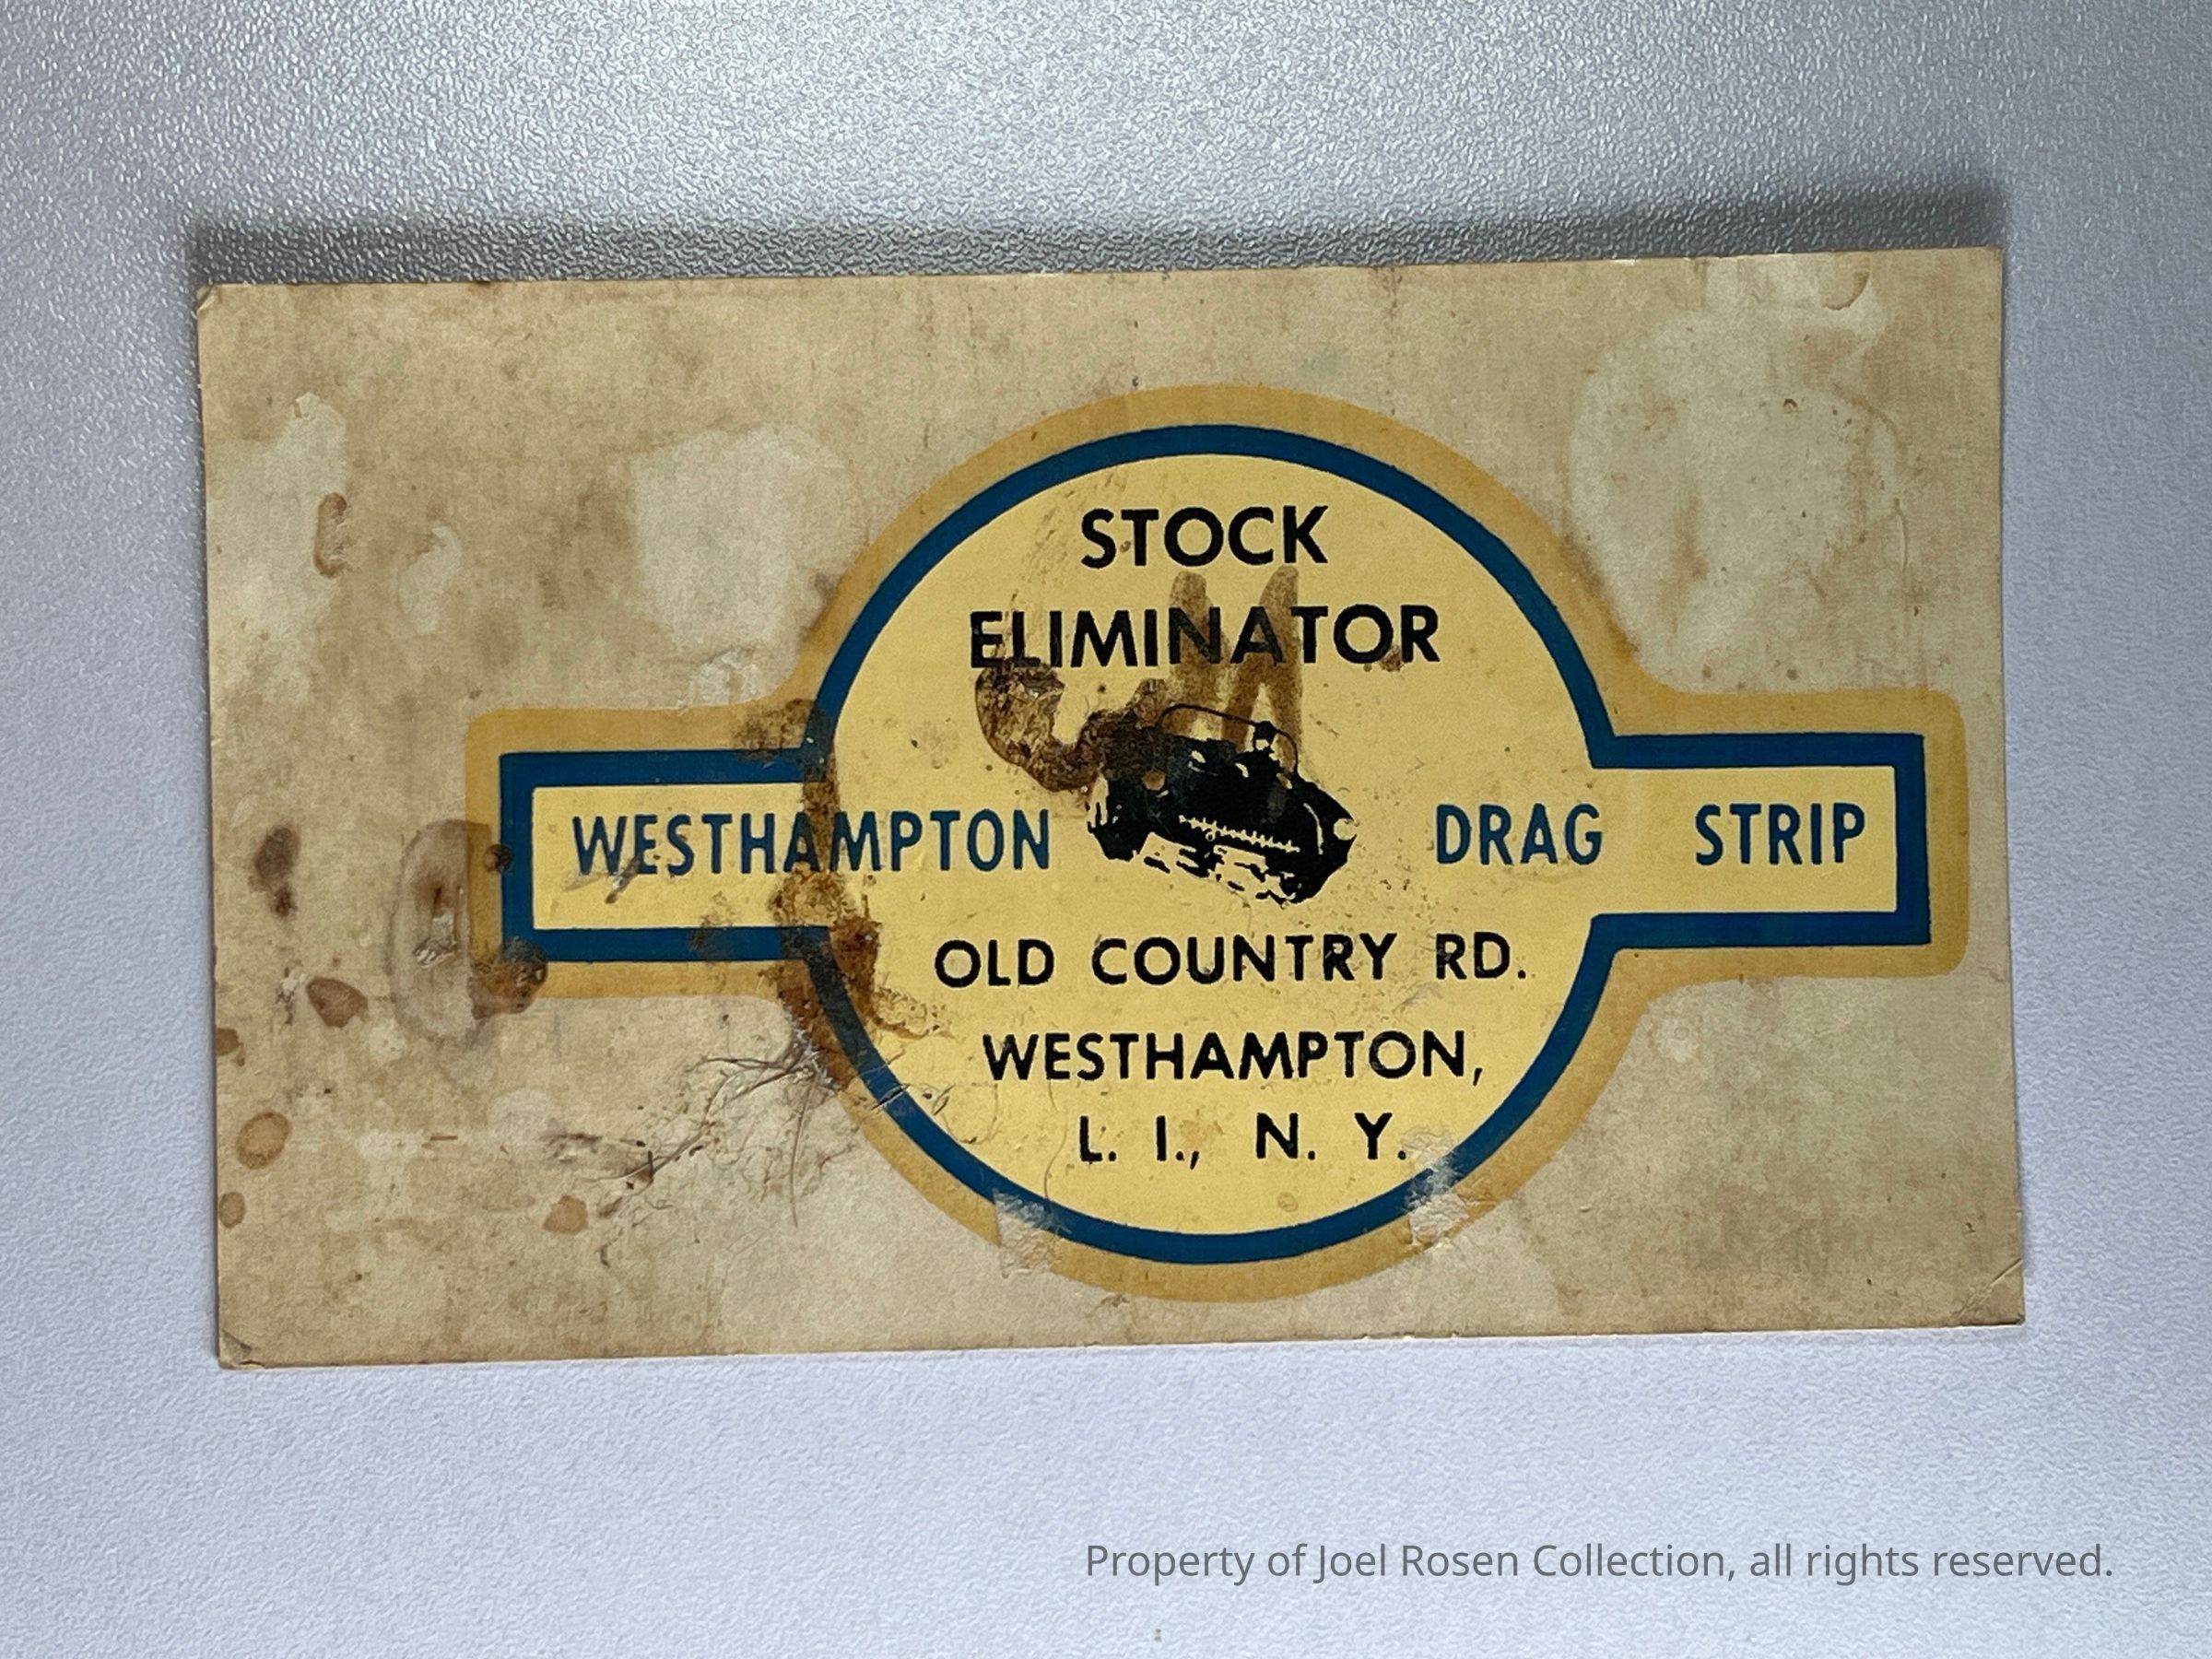 STOCK
ELIMINATOR
WESTHAMPTON DRAG STRIP
OLD COUNTRY RD.
WESTHAMPTON,
L. I., N. Y.
Property of Joel Rosen Collection, all rights reserved.